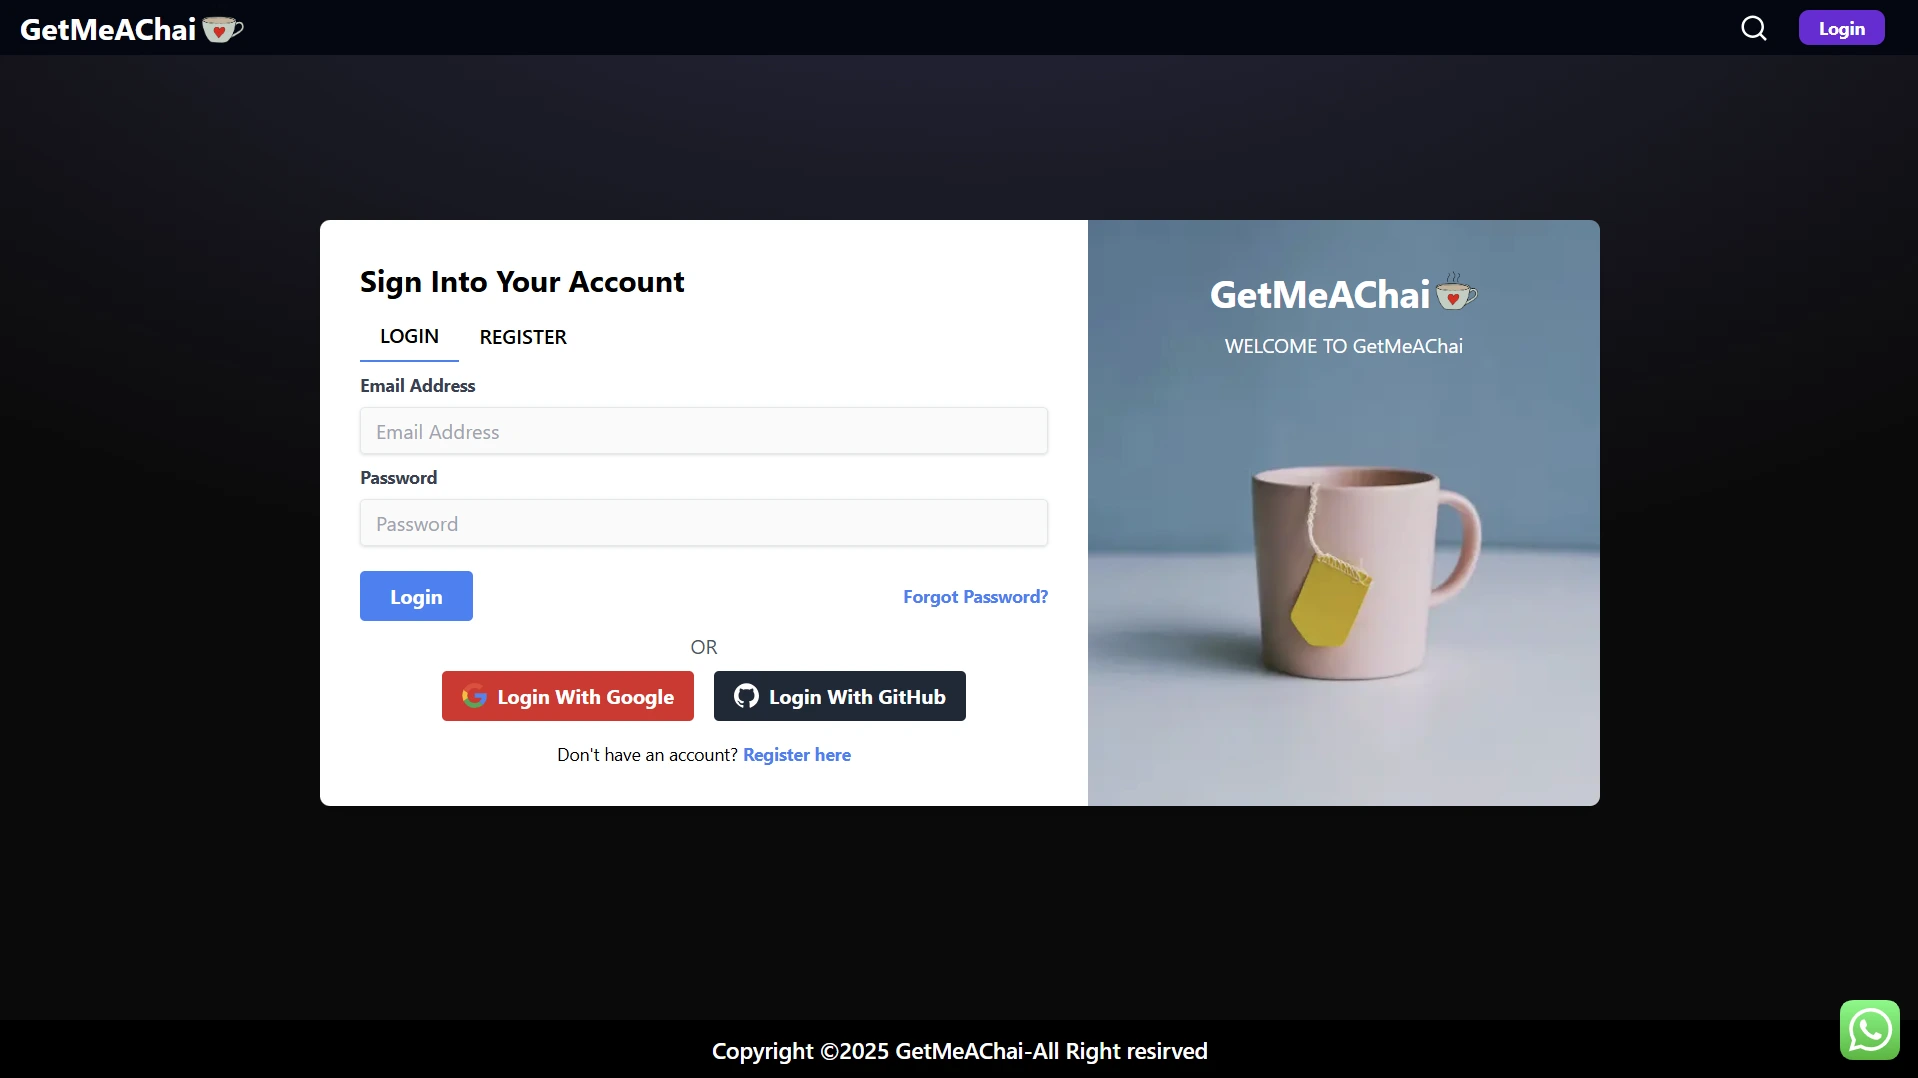 GetMeAChai
Login
Sign Into Your Account
LOGIN
REGISTER
Email Address
Email Address
Password
Password
Login
Forgot Password?
OR
Login With Google
Login With GitHub
Don't have an account? Register here
GetMeAChai
WELCOME TO GetMeAChai
Copyright ©2025 GetMeAChai-All Right resirved